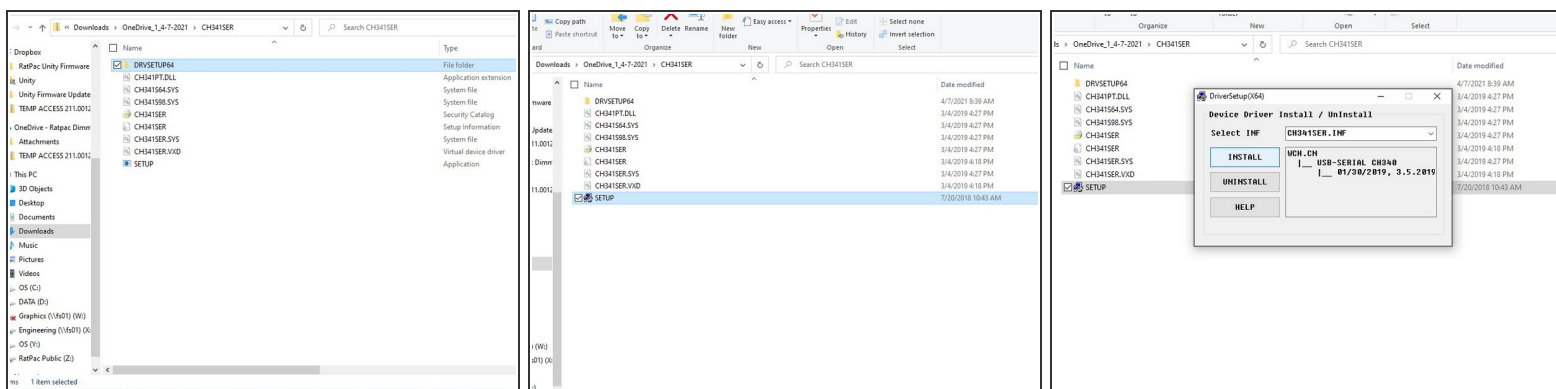 « Downloads > OneDrive_1_4-7-2021 > CH341SER
Search CH341SER
Name
Type
Dropbox
RatPac Unity Firmware
Unity
Unity Firmware Update
TEMP ACCESS 211.0012
OneDrive - Ratpac Dimm
Attachments
TEMP ACCESS 211.0012
This PC
3D Objects
Desktop
Documents
Downloads
Music
Pictures
Videos
OS (C:)
DATA (D:)
Graphics (\\fs01) (W:)
Engineering (\\fs01) (X:
OS (Y:)
RatPac Public (Z:)
DRVSETUP64 File folder
CH341PT.DLL Application extension
CH341S64.SYS System file
CH341S98.SYS System file
CH341SER Security Catalog
CH341SER Setup Information
CH341SER.SYS System file
CH341SER.VXD Virtual device driver
SETUP Application
ms 1 item selected
Copy path
Paste shortcut
Move to
Copy to
Delete Rename
New folder
Easy access
Properties
Edit
History
Select none
Invert selection
ard Organize New Open Select
Downloads > OneDrive_1_4-7-2021 > CH341SER
Search CH341SER
Name Date modified
mware
Update
11.0012
: Dimm
11.0012
(W:)
:s01) (X:
DRVSETUP64 4/7/2021 8:39 AM
CH341PT.DLL 3/4/2019 4:27 PM
CH341S64.SYS 3/4/2019 4:27 PM
CH341S98.SYS 3/4/2019 4:27 PM
CH341SER 3/4/2019 4:27 PM
CH341SER 3/4/2019 4:18 PM
CH341SER.SYS 3/4/2019 4:27 PM
CH341SER.VXD 3/4/2019 4:18 PM
SETUP 7/20/2018 10:43 AM
to to folder
Organize New Open Select
ls > OneDrive_1_4-7-2021 > CH341SER
Search CH341SER
Name Date modified
DRVSETUP64 4/7/2021 8:39 AM
CH341PT.DLL 3/4/2019 4:27 PM
CH341S64.SYS 3/4/2019 4:27 PM
CH341S98.SYS 3/4/2019 4:27 PM
CH341SER 3/4/2019 4:27 PM
CH341SER 3/4/2019 4:18 PM
CH341SER.SYS 3/4/2019 4:27 PM
CH341SER.VXD 3/4/2019 4:18 PM
SETUP 7/20/2018 10:43 AM
DriverSetup(X64)
Device Driver Install / UnInstall
Select INF CH341SER.INF
INSTALL
UNINSTALL
HELP
WCH.CN
|__ USB-SERIAL CH340
|__ 01/30/2019, 3.5.2019